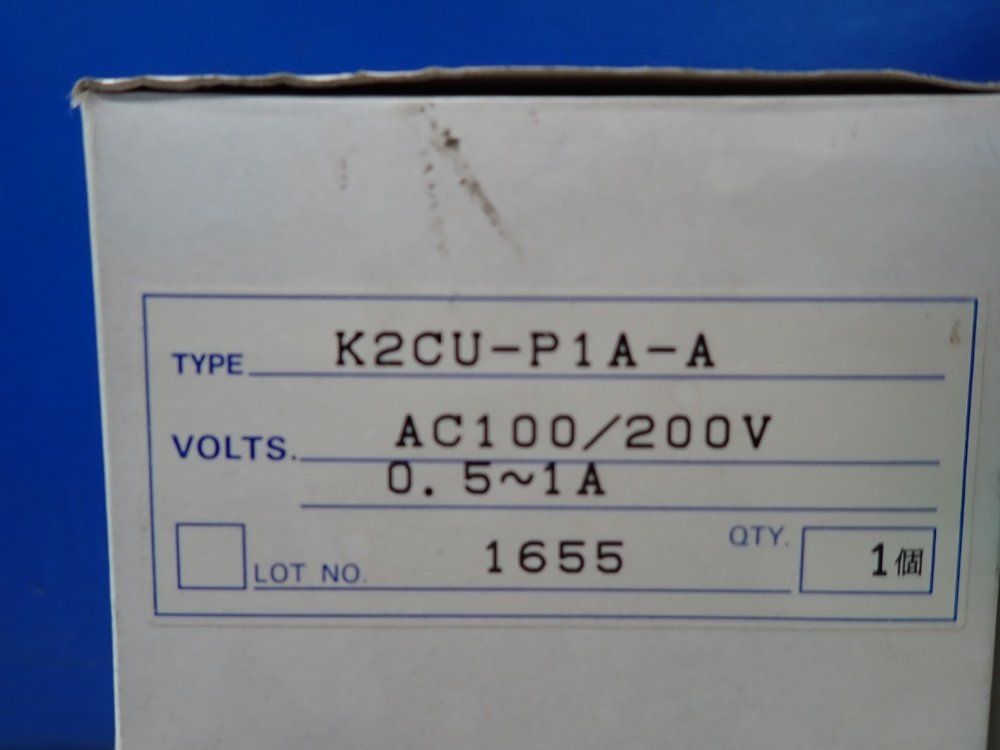 TYPE K2CU-P1A-A
VOLTS. AC100/200V
0.5~1A
LOT NO. 1655 QTY. 1個